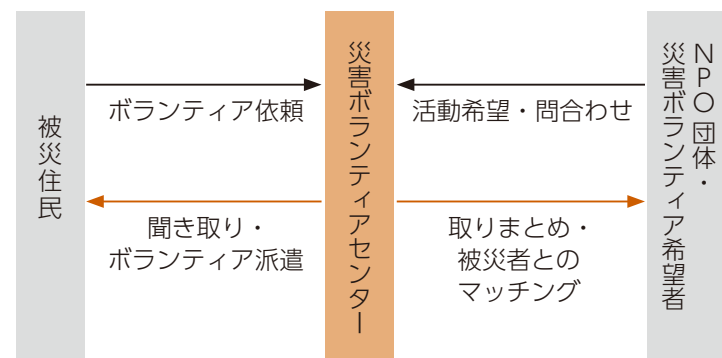 被災住民
ボランティア依頼
聞き取り・
ボランティア派遣
災害ボランティアセンター
活動希望・問合わせ
取りまとめ・
被災者との
マッチング
NPO団体・
災害ボランティア希望者